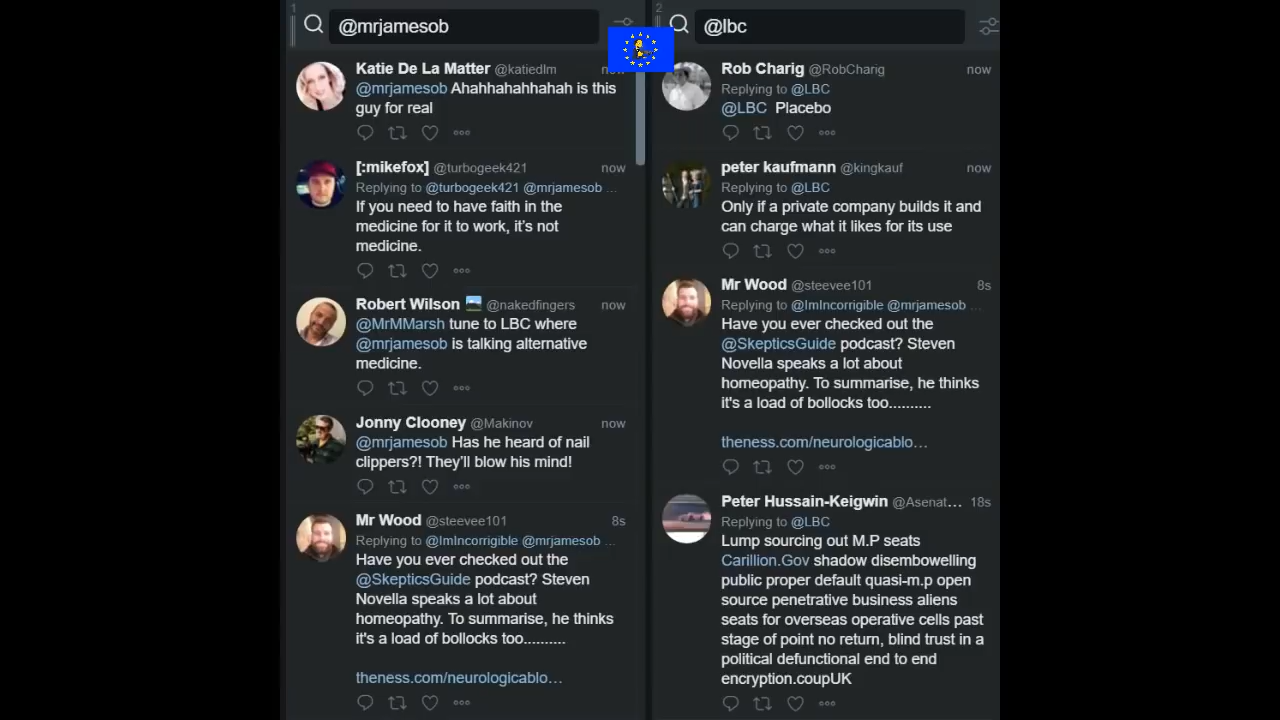 1
@mrjamesob
Katie De La Matter @katiedlm now
@mrjamesob Ahahhahahhahah is this
guy for real
[:mikefox] @turbogeek421 now
Replying to @turbogeek421 @mrjamesob ...
If you need to have faith in the
medicine for it to work, it's not
medicine.
Robert Wilson @nakedfingers now
@MrMMarsh tune to LBC where
@mrjamesob is talking alternative
medicine.
Jonny Clooney @Makinov now
@mrjamesob Has he heard of nail
clippers?! They'll blow his mind!
Mr Wood @steevee101 8s
Replying to @ImIncorrigible @mrjamesob ...
Have you ever checked out the
@SkepticsGuide podcast? Steven
Novella speaks a lot about
homeopathy. To summarise, he thinks
it's a load of bollocks too..........
theness.com/neurologicablo…
2
@lbc
Rob Charig @RobCharig now
Replying to @LBC
@LBC Placebo
peter kaufmann @kingkauf now
Replying to @LBC
Only if a private company builds it and
can charge what it likes for its use
Mr Wood @steevee101 8s
Replying to @ImIncorrigible @mrjamesob ...
Have you ever checked out the
@SkepticsGuide podcast? Steven
Novella speaks a lot about
homeopathy. To summarise, he thinks
it's a load of bollocks too..........
theness.com/neurologicablo…
Peter Hussain-Keigwin @Asenat… 18s
Replying to @LBC
Lump sourcing out M.P seats
Carillion.Gov shadow disembowelling
public proper default quasi-m.p open
source penetrative business aliens
seats for overseas operative cells past
stage of point no return, blind trust in a
political defunctional end to end
encryption.coupUK